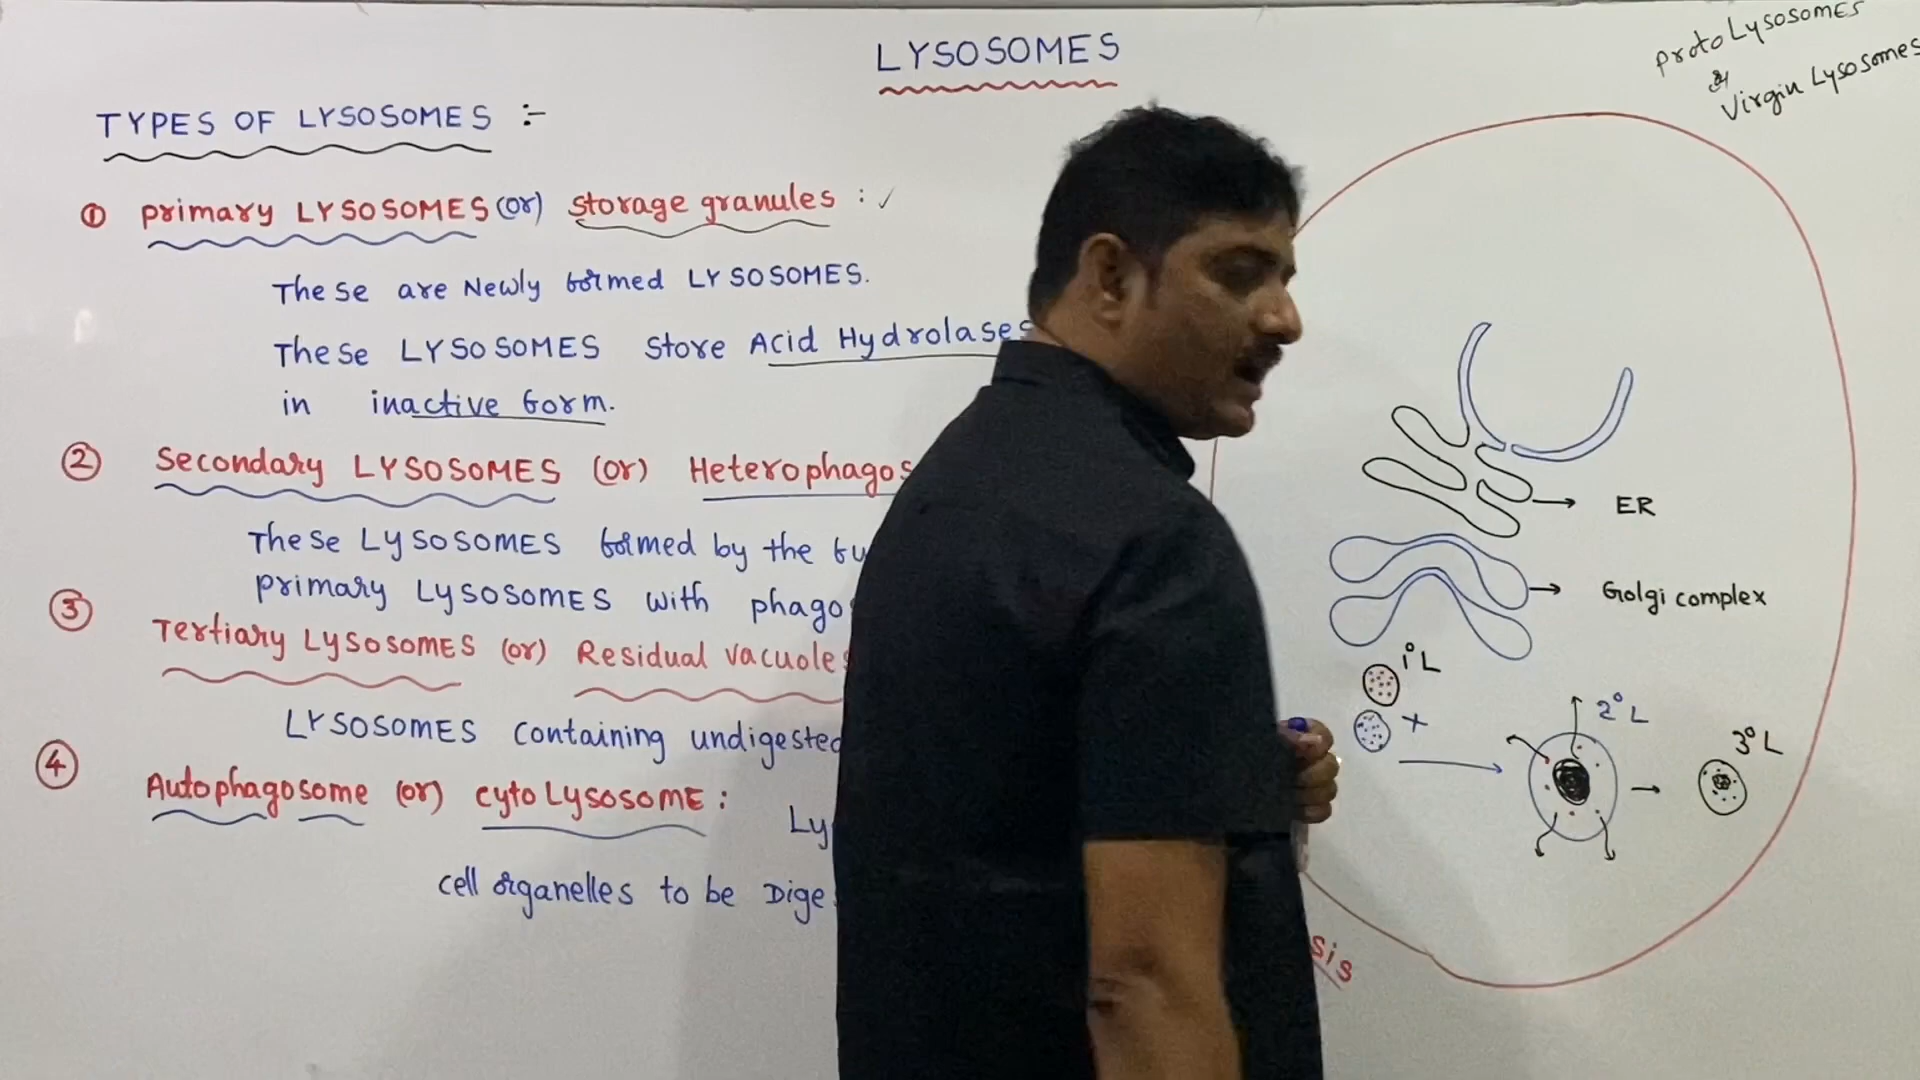 LYSOSOMES
Proto Lysosomes
or
Virgin Lysosomes
TYPES OF LYSOSOMES :-
① Primary LYSOSOMES (or) Storage granules :
These are Newly formed LYSOSOMES.
These LYSOSOMES Store Acid Hydrolases
in inactive form.
② Secondary LYSOSOMES (or) Heterophagos
These Lysosomes formed by the fu
primary LYSOSOMES with phago
③ Tertiary Lysosomes (or) Residual vacuoles
LYSOSOMES containing undigested
④ Autophagosome (or) cyto Lysosome :
Ly
cell organelles to be Dige
ER
Golgi complex
1° L
+
2° L
3° L
sis